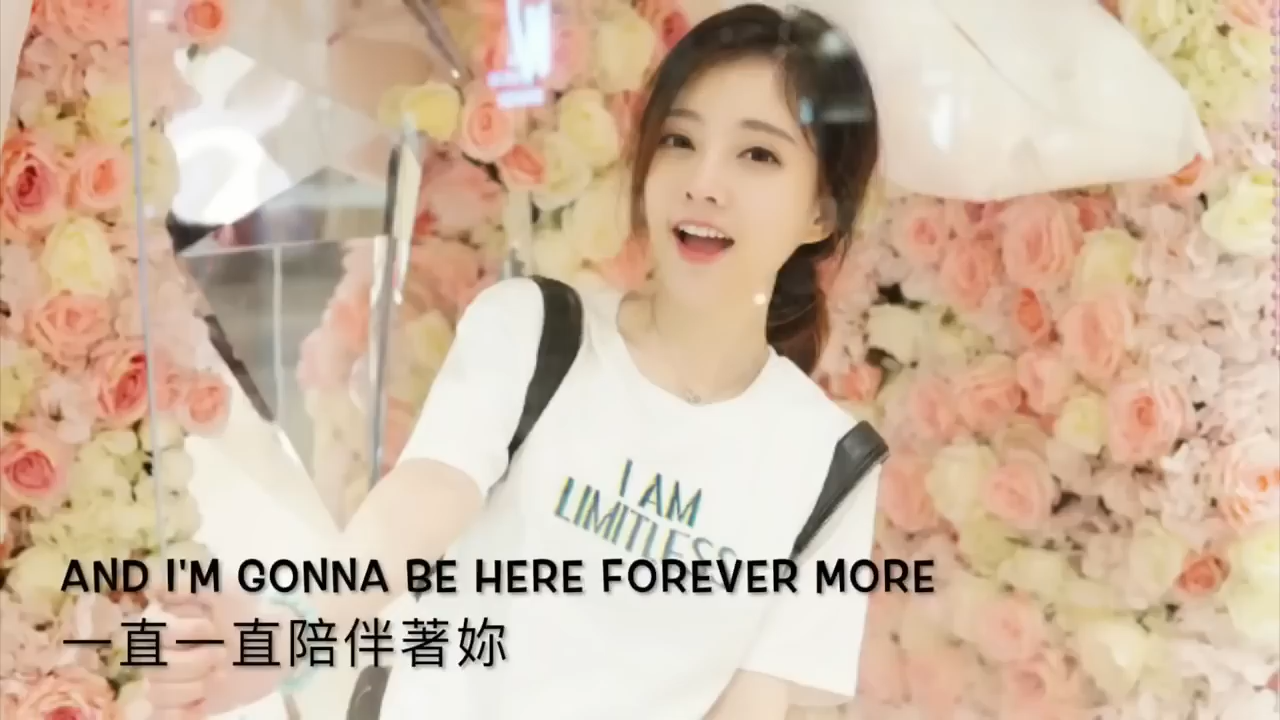 I AM
LIMITLESS
AND I'M GONNA BE HERE FOREVER MORE
一直一直陪伴著妳